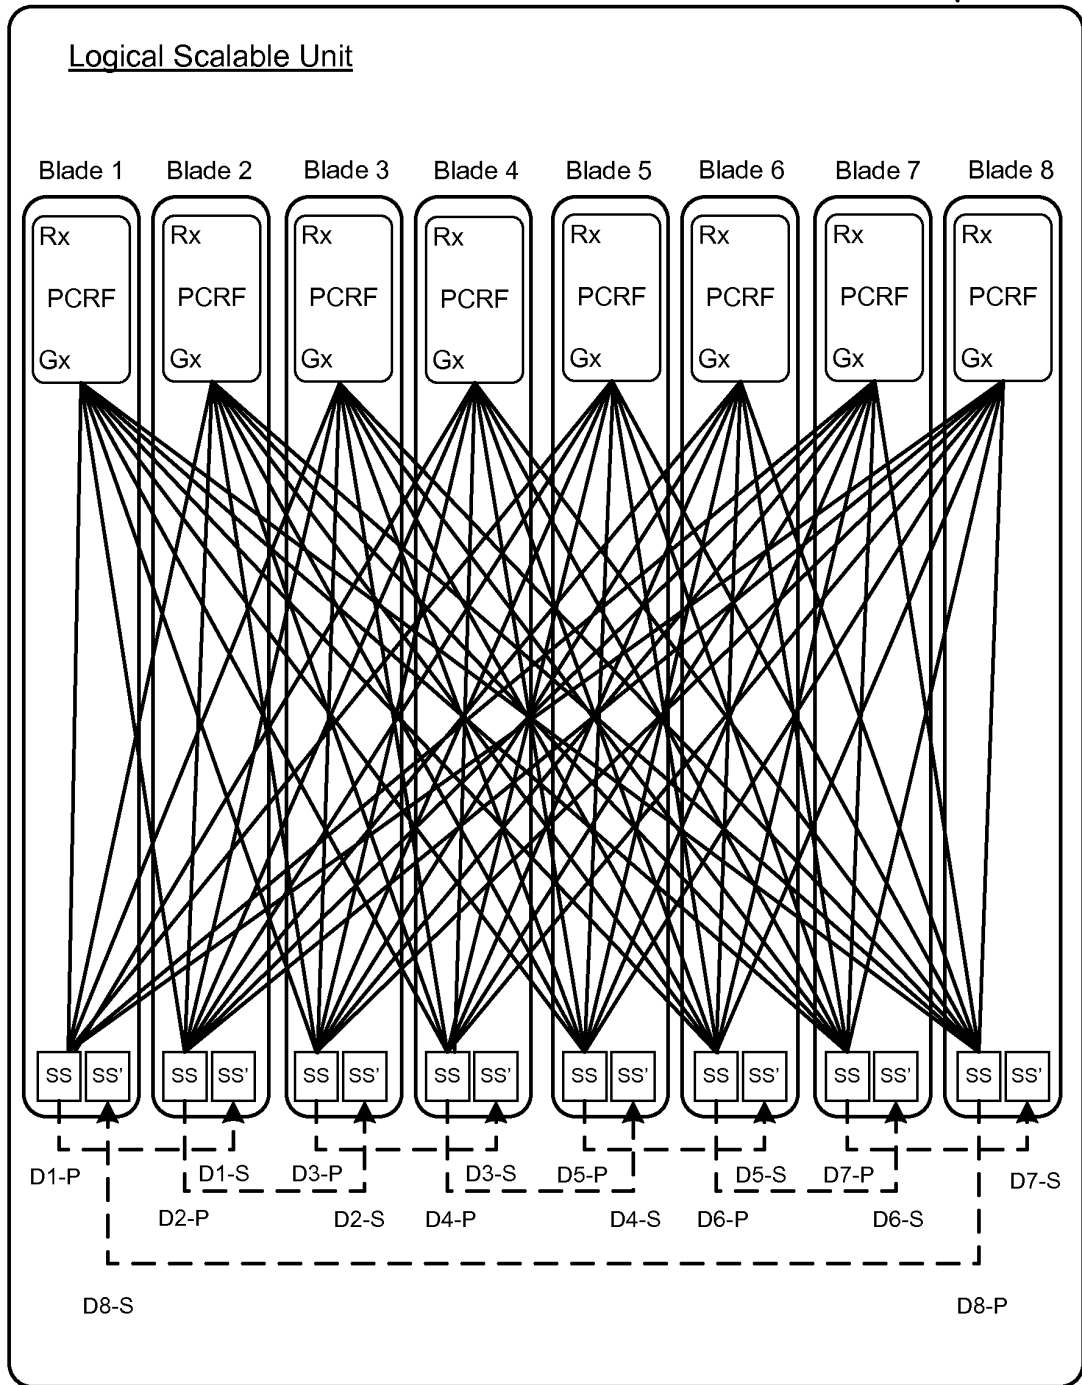 Logical Scalable Unit
Blade 1 Blade 2 Blade 3 Blade 4 Blade 5 Blade 6 Blade 7 Blade 8
Rx Rx Rx Rx Rx Rx Rx Rx
PCRF PCRF PCRF PCRF PCRF PCRF PCRF PCRF
Gx Gx Gx Gx Gx Gx Gx Gx
SS SS' SS SS' SS SS' SS SS' SS SS' SS SS' SS SS' SS SS'
D1-P D1-S D3-P D3-S D5-P D5-S D7-P D7-S
D2-P D2-S D4-P D4-S D6-P D6-S
D8-S D8-P